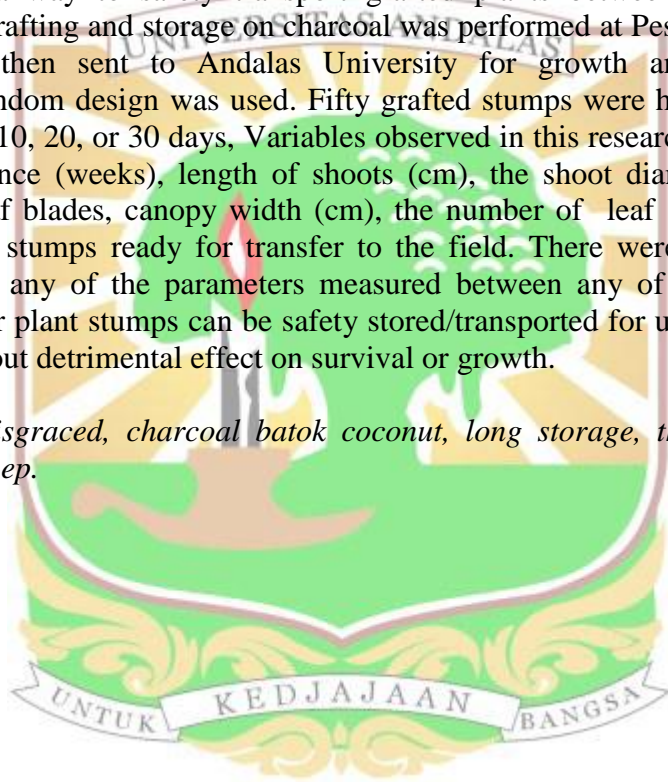 rafting and storage on charcoal was performed at Pes
then sent to Andalas University for growth an
ndom design was used. Fifty grafted stumps were h
10, 20, or 30 days, Variables observed in this researc
nce (weeks), length of shoots (cm), the shoot diar
f blades, canopy width (cm), the number of leaf
stumps ready for transfer to the field. There were
any of the parameters measured between any of
r plant stumps can be safety stored/transported for u
out detrimental effect on survival or growth.
isgraced, charcoal batok coconut, long storage, t
ep.
UNIVERSITAS ANDALAS
UNTUK KEDJAJAAN BANGSA